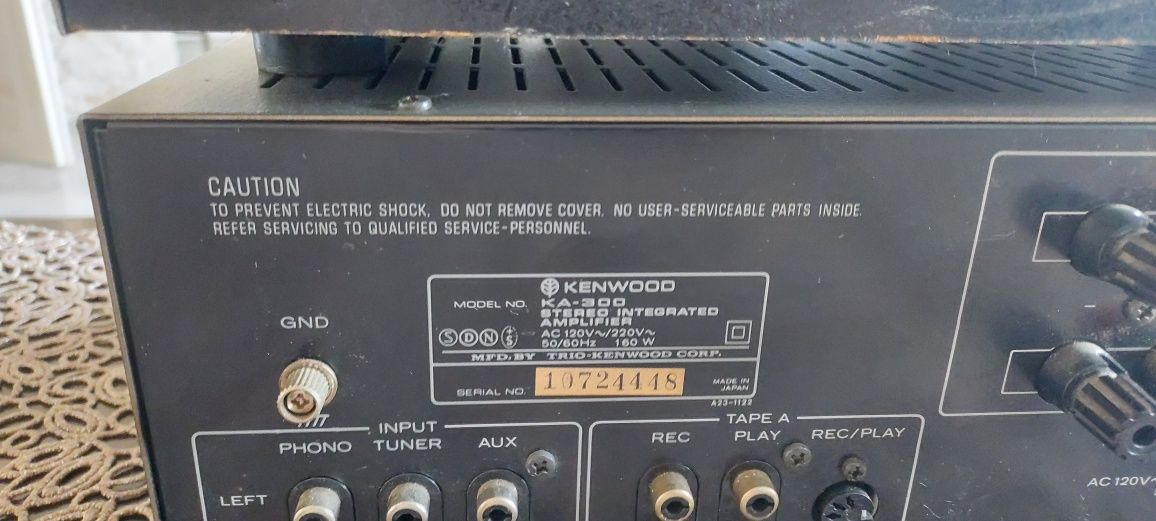 CAUTION
TO PREVENT ELECTRIC SHOCK, DO NOT REMOVE COVER. NO USER-SERVICEABLE PARTS INSIDE.
REFER SERVICING TO QUALIFIED SERVICE-PERSONNEL.
KENWOOD
MODEL NO. KA-300
STEREO INTEGRATED
AMPLIFIER
S D N
AC 120V~/220V~
50/60Hz 160 W
MFD. BY TRIO-KENWOOD CORP.
SERIAL NO. 10724448
MADE IN
JAPAN
A23-1122
GND
INPUT
PHONO TUNER AUX
LEFT
TAPE A
REC PLAY REC/PLAY
AC 120V~